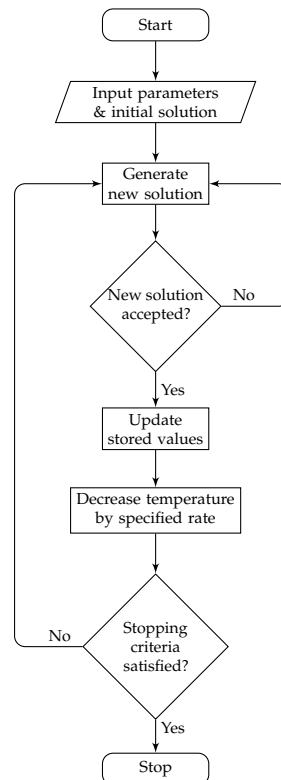 Start
Input parameters
& initial solution
Generate
new solution
New solution
accepted?
No
Yes
Update
stored values
Decrease temperature
by specified rate
Stopping
criteria
satisfied?
No
Yes
Stop